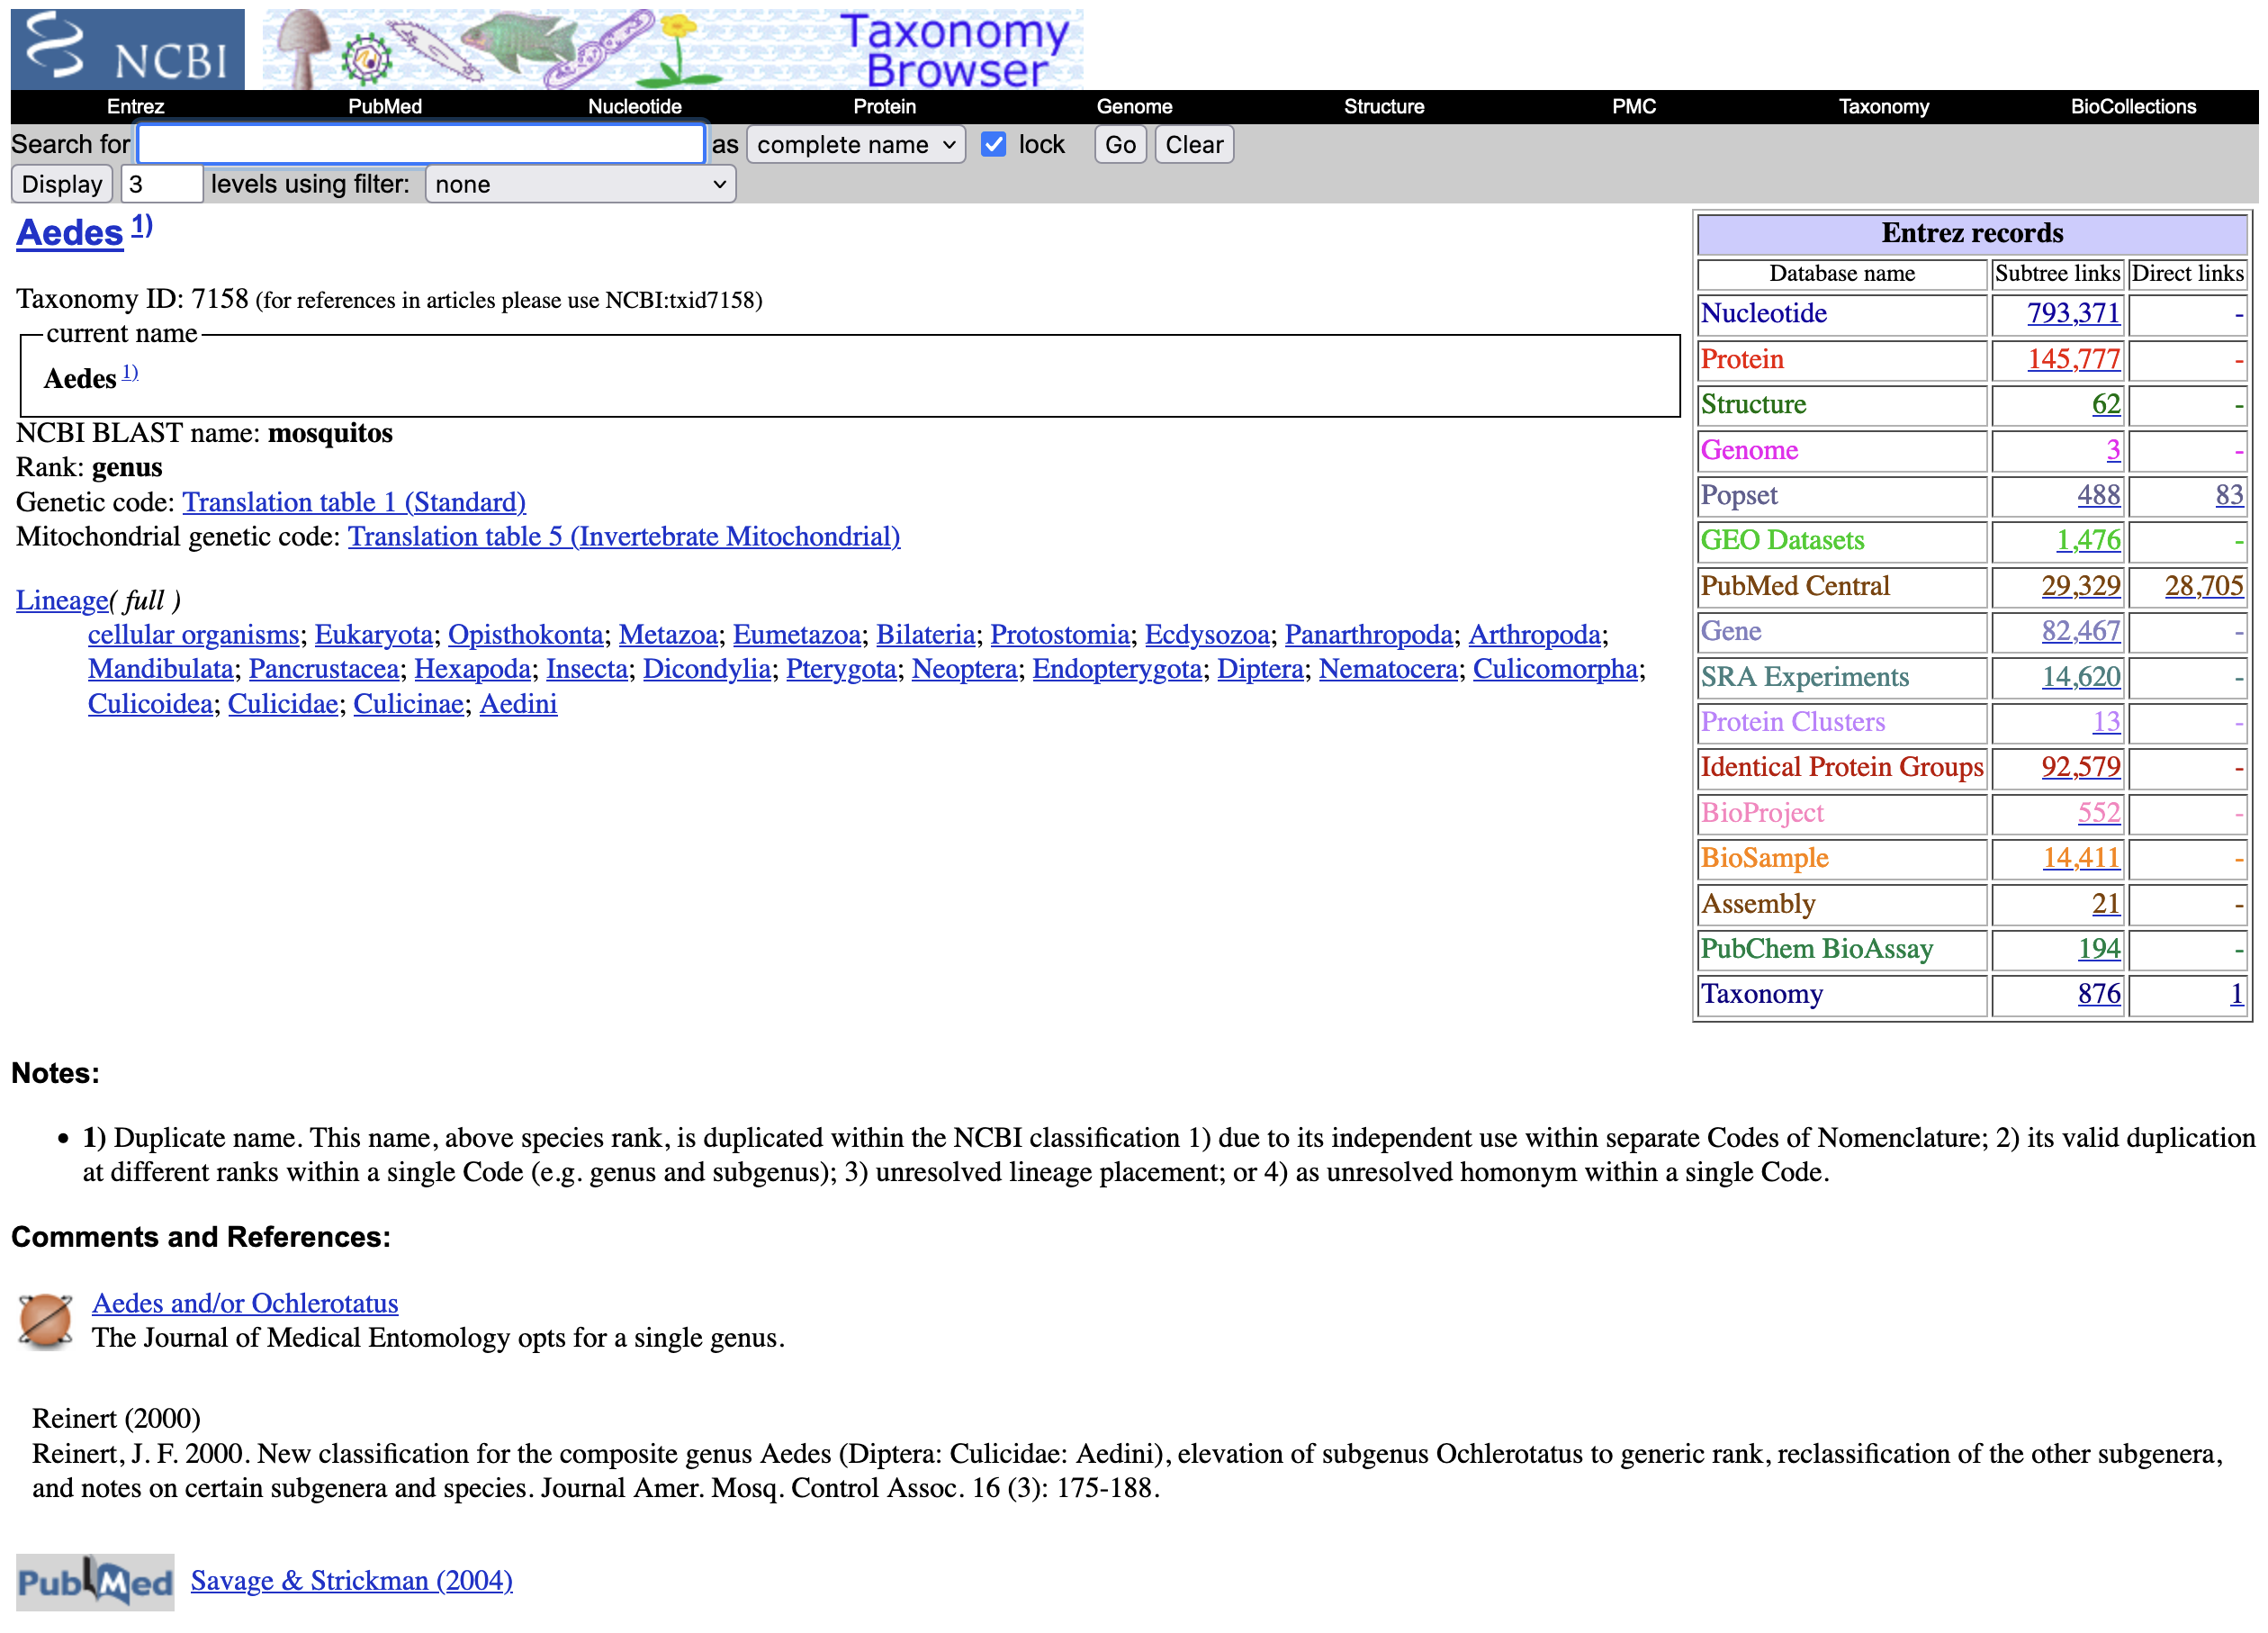 NCBI
Taxonomy
Browser
Entrez PubMed Nucleotide Protein Genome Structure PMC Taxonomy BioCollections
Search for as complete name lock Go Clear
Display 3 levels using filter: none
Aedes 1)
Taxonomy ID: 7158 (for references in articles please use NCBI:txid7158)
current name
Aedes 1)
NCBI BLAST name: mosquitos
Rank: genus
Genetic code: Translation table 1 (Standard)
Mitochondrial genetic code: Translation table 5 (Invertebrate Mitochondrial)
Lineage( full )
cellular organisms; Eukaryota; Opisthokonta; Metazoa; Eumetazoa; Bilateria; Protostomia; Ecdysozoa; Panarthropoda; Arthropoda;
Mandibulata; Pancrustacea; Hexapoda; Insecta; Dicondylia; Pterygota; Neoptera; Endopterygota; Diptera; Nematocera; Culicomorpha;
Culicoidea; Culicidae; Culicinae; Aedini
Entrez records
Database name Subtree links Direct links
Nucleotide 793,371 -
Protein 145,777 -
Structure 62 -
Genome 3 -
Popset 488 83
GEO Datasets 1,476 -
PubMed Central 29,329 28,705
Gene 82,467 -
SRA Experiments 14,620 -
Protein Clusters 13 -
Identical Protein Groups 92,579 -
BioProject 552 -
BioSample 14,411 -
Assembly 21 -
PubChem BioAssay 194 -
Taxonomy 876 1
Notes:
• 1) Duplicate name. This name, above species rank, is duplicated within the NCBI classification 1) due to its independent use within separate Codes of Nomenclature; 2) its valid duplication
at different ranks within a single Code (e.g. genus and subgenus); 3) unresolved lineage placement; or 4) as unresolved homonym within a single Code.
Comments and References:
Aedes and/or Ochlerotatus
The Journal of Medical Entomology opts for a single genus.
Reinert (2000)
Reinert, J. F. 2000. New classification for the composite genus Aedes (Diptera: Culicidae: Aedini), elevation of subgenus Ochlerotatus to generic rank, reclassification of the other subgenera,
and notes on certain subgenera and species. Journal Amer. Mosq. Control Assoc. 16 (3): 175-188.
PubMed Savage & Strickman (2004)